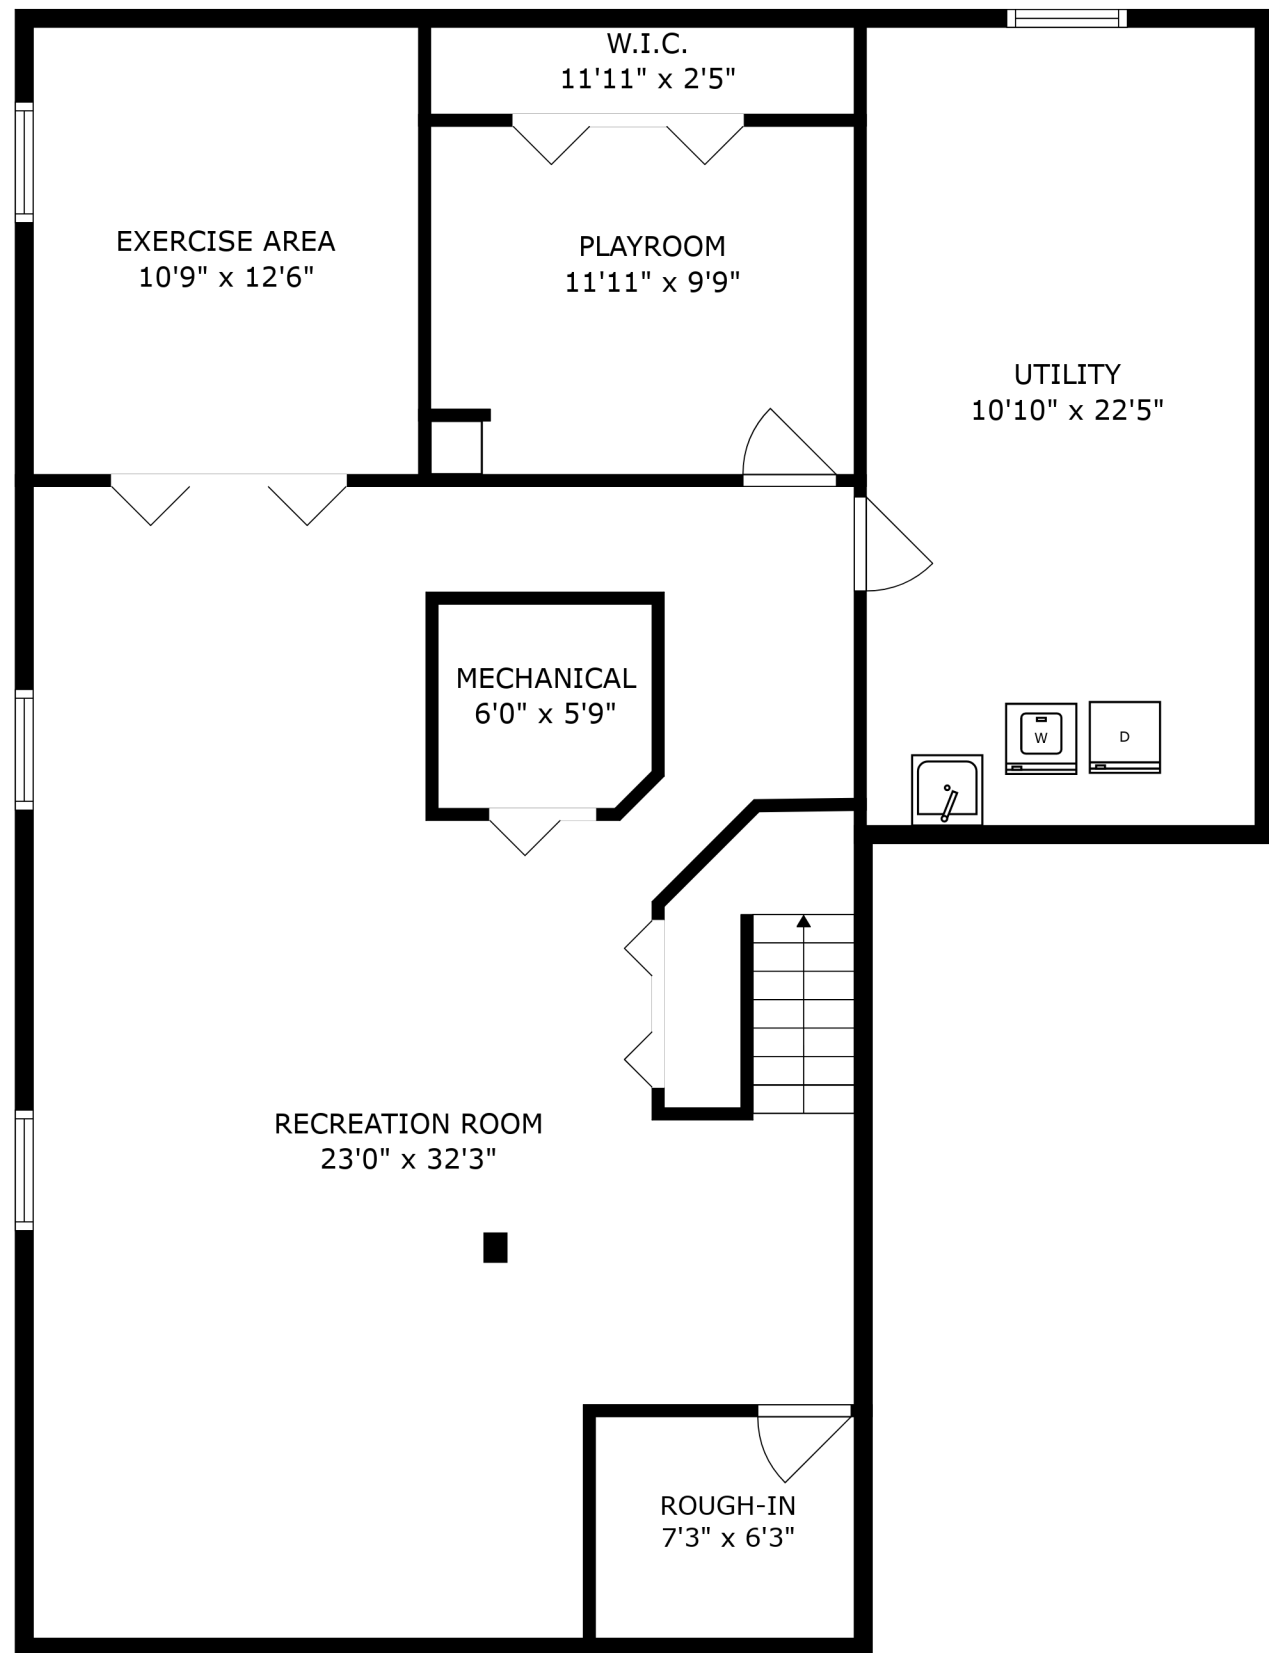 W.I.C.
11'11" x 2'5"
EXERCISE AREA
10'9" x 12'6"
PLAYROOM
11'11" x 9'9"
UTILITY
10'10" x 22'5"
MECHANICAL
6'0" x 5'9"
W
D
RECREATION ROOM
23'0" x 32'3"
ROUGH-IN
7'3" x 6'3"